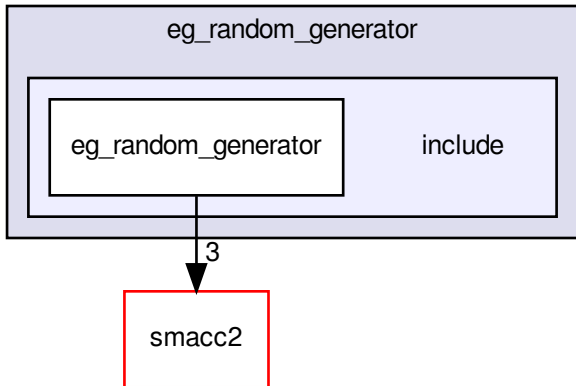 eg_random_generator
eg_random_generator include
3
smacc2